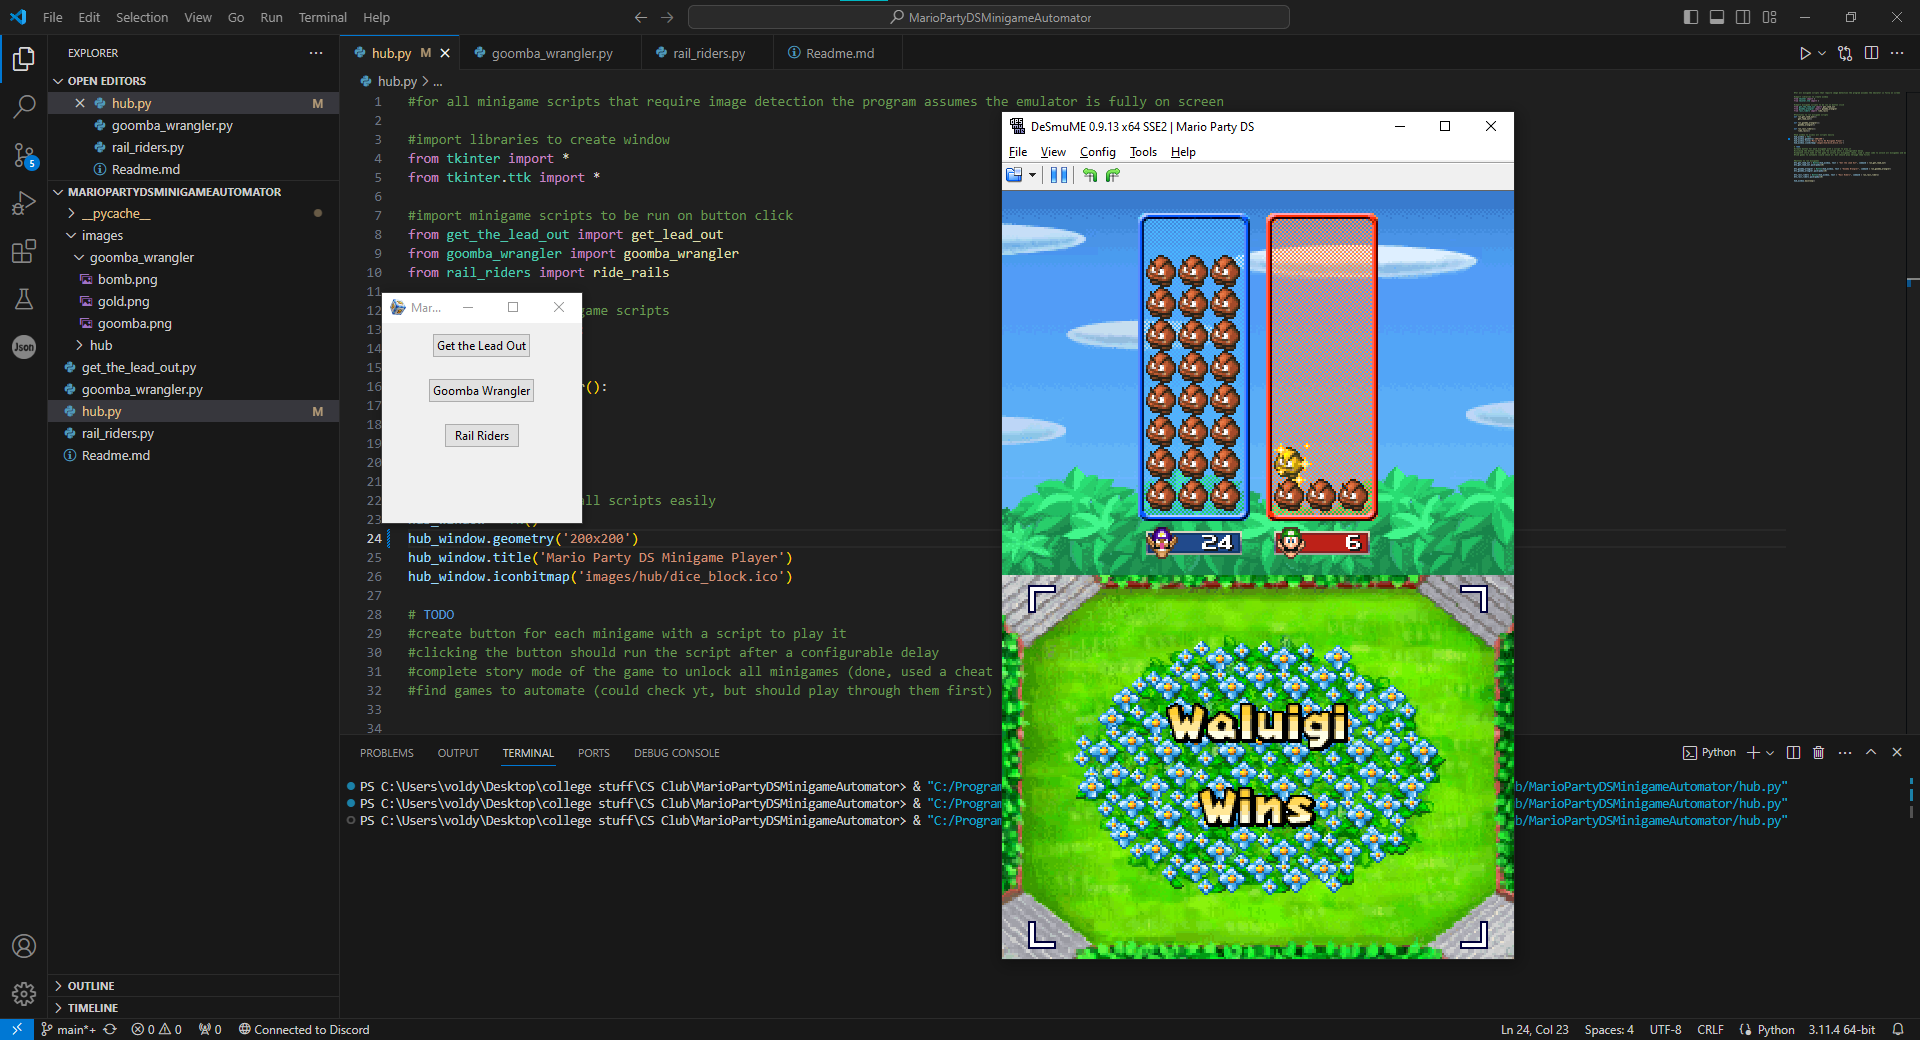 File Edit Selection View Go Run Terminal Help
MarioPartyDSMinigameAutomator
EXPLORER
OPEN EDITORS
hub.py M
goomba_wrangler.py
rail_riders.py
Readme.md
MARIOPARTYDSMINIGAMEAUTOMATOR
__pycache__
images
goomba_wrangler
bomb.png
gold.png
goomba.png
hub
get_the_lead_out.py
goomba_wrangler.py
hub.py M
rail_riders.py
Readme.md
OUTLINE
TIMELINE
5
Json
hub.py M
goomba_wrangler.py
rail_riders.py
Readme.md
hub.py > ...
1 #for all minigame scripts that require image detection the program assumes the emulator is fully on screen
2
3 #import libraries to create window
4 from tkinter import *
5 from tkinter.ttk import *
6
7 #import minigame scripts to be run on button click
8 from get_the_lead_out import get_lead_out
9 from goomba_wrangler import goomba_wrangler
10 from rail_riders import ride_rails
11
12 game scripts
13
14
15
16 r():
17
18
19
20
21
22 all scripts easily
23
24 hub_window.geometry('200x200')
25 hub_window.title('Mario Party DS Minigame Player')
26 hub_window.iconbitmap('images/hub/dice_block.ico')
27
28 # TODO
29 #create button for each minigame with a script to play it
30 #clicking the button should run the script after a configurable delay
31 #complete story mode of the game to unlock all minigames (done, used a cheat
32 #find games to automate (could check yt, but should play through them first)
33
34
Mar...
Get the Lead Out
Goomba Wrangler
Rail Riders
DeSmuME 0.9.13 x64 SSE2 | Mario Party DS
File View Config Tools Help
24
6
Waluigi
Wins
PROBLEMS OUTPUT TERMINAL PORTS DEBUG CONSOLE
Python
PS C:\Users\voldy\Desktop\college stuff\CS Club\MarioPartyDSMinigameAutomator> & "C:/Program b/MarioPartyDSMinigameAutomator/hub.py"
PS C:\Users\voldy\Desktop\college stuff\CS Club\MarioPartyDSMinigameAutomator> & "C:/Program b/MarioPartyDSMinigameAutomator/hub.py"
PS C:\Users\voldy\Desktop\college stuff\CS Club\MarioPartyDSMinigameAutomator> & "C:/Program b/MarioPartyDSMinigameAutomator/hub.py"
main*+ 0 0 0 Connected to Discord
Ln 24, Col 23 Spaces: 4 UTF-8 CRLF Python 3.11.4 64-bit